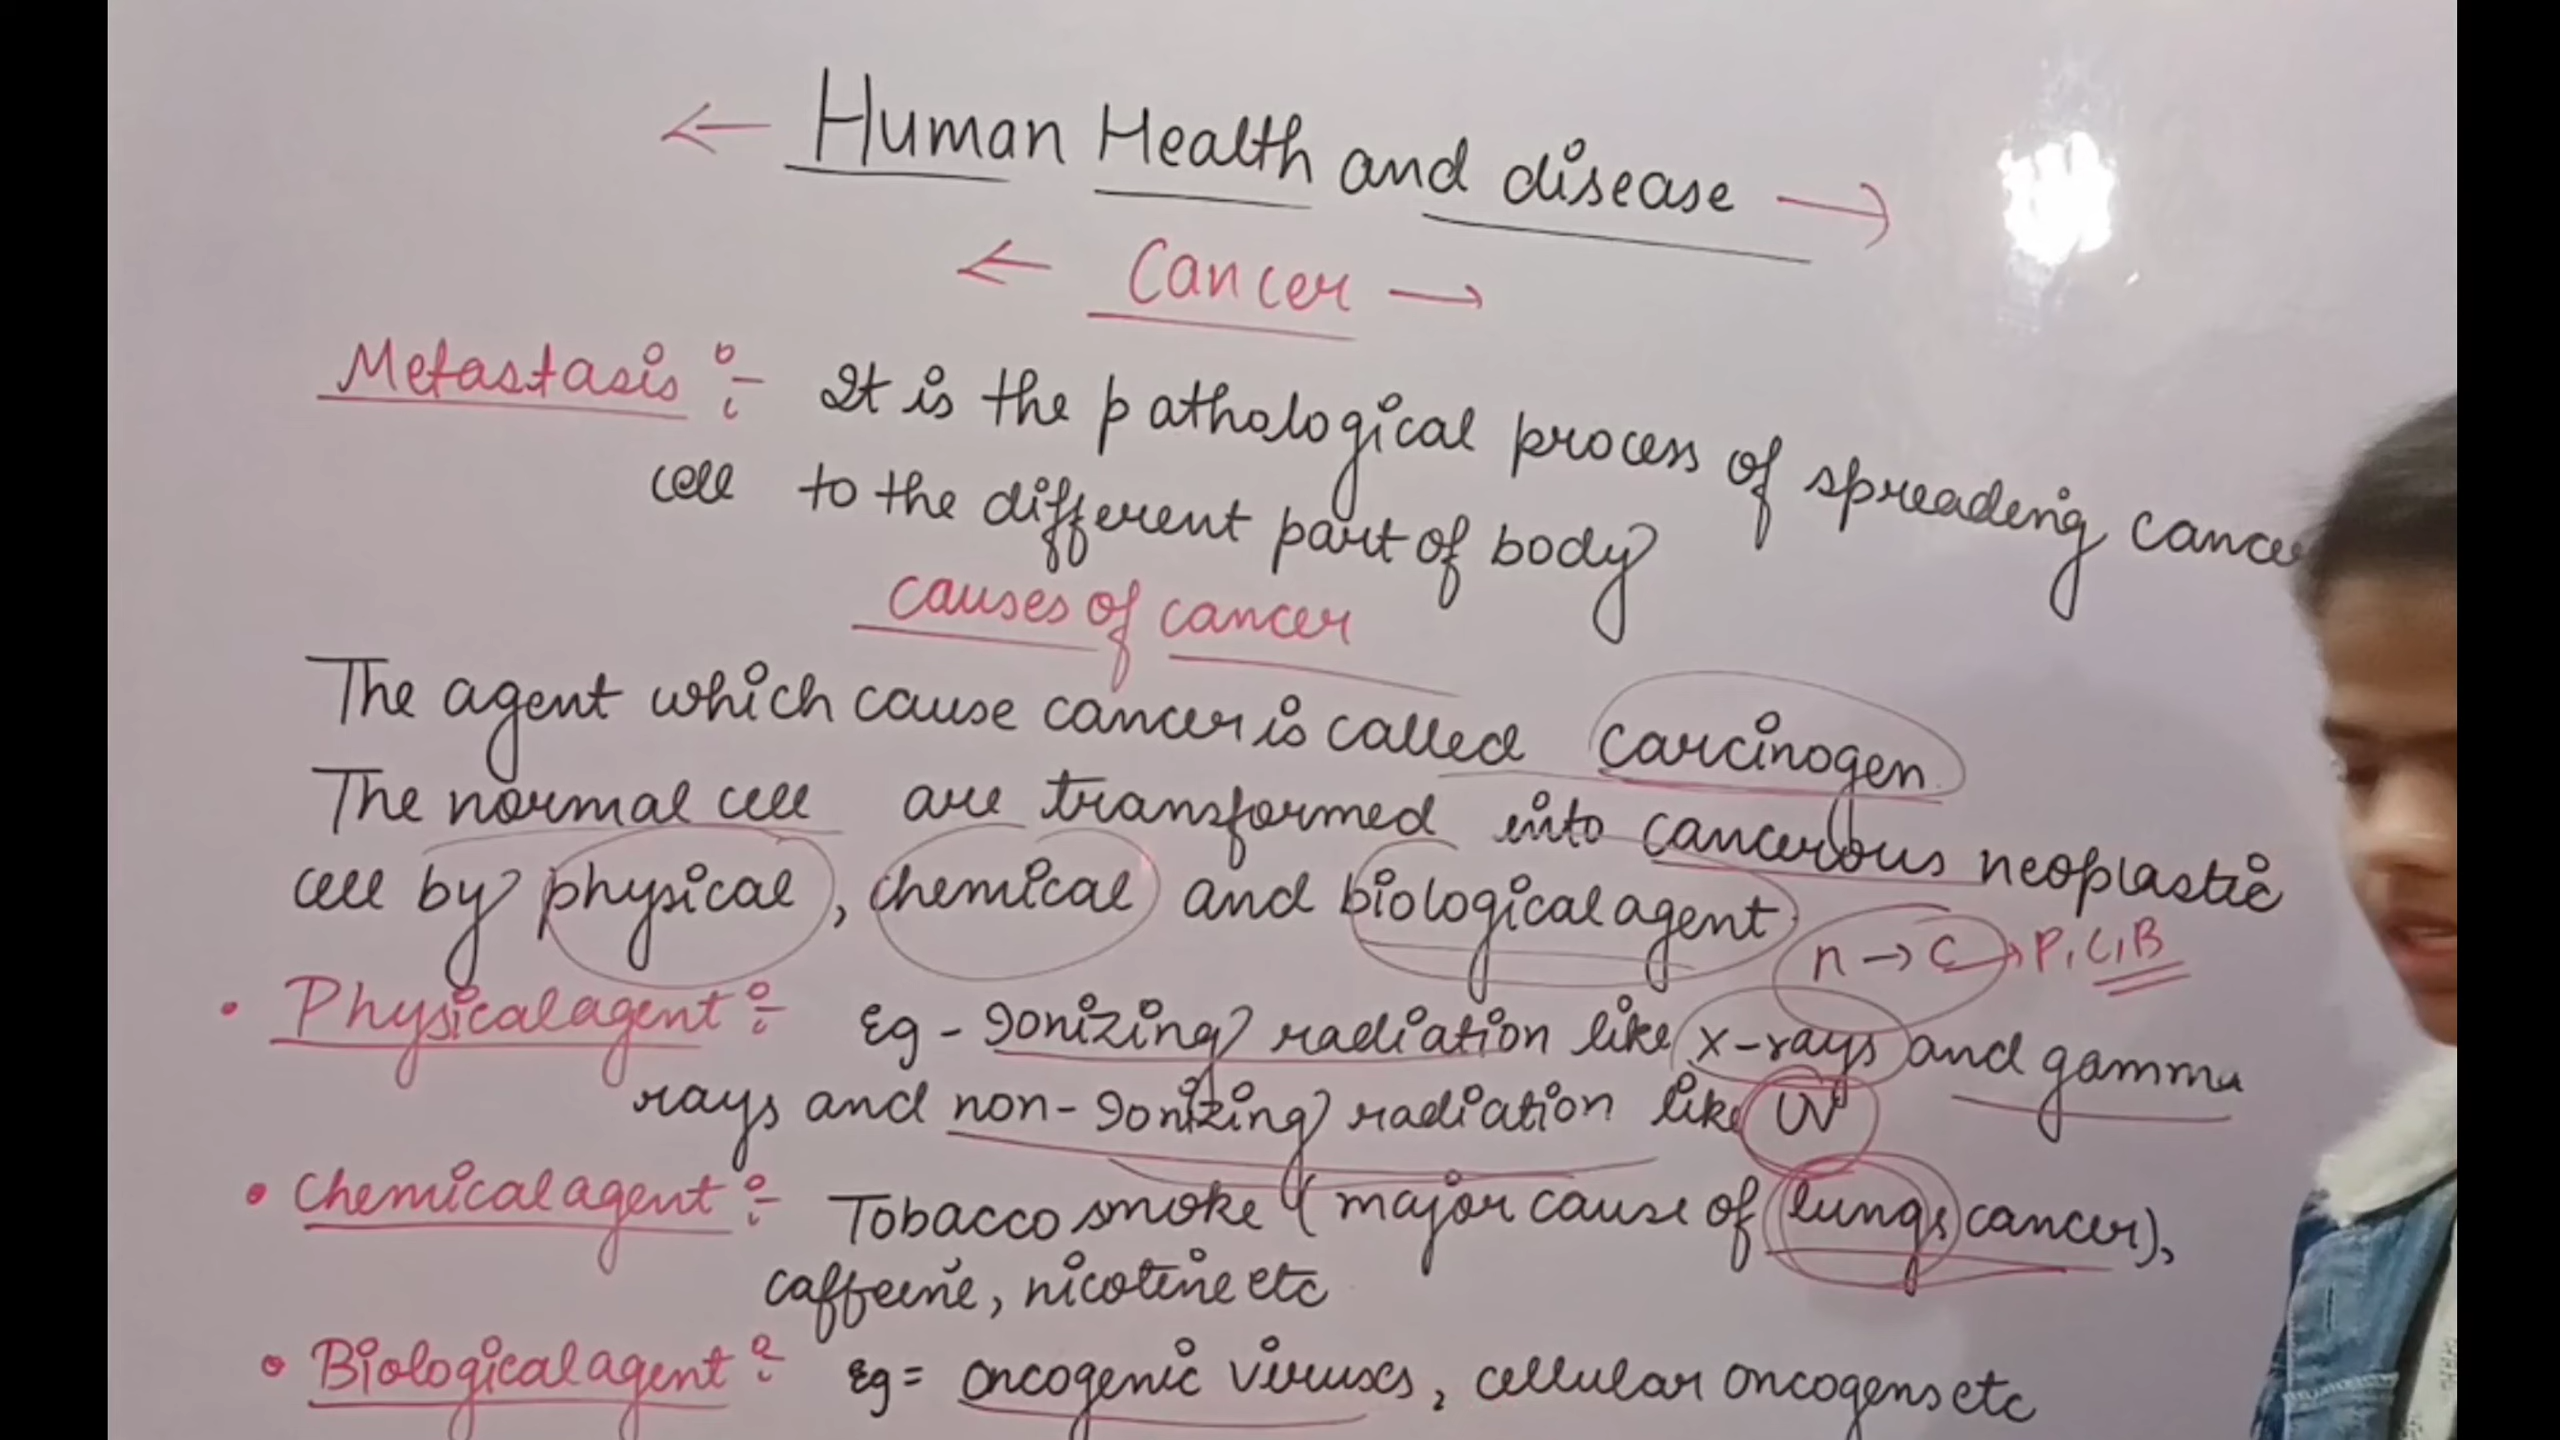 ← Human Health and disease →
← Cancer →
Metastasis :- It is the pathological process of spreading cancer
cell to the different part of body
causes of cancer
The agent which cause cancer is called carcinogen
The normal cell are transformed into cancerous neoplastic
cell by physical, chemical and biological agent
n → C → P, C, B
• Physical agent :- Eg - Ionizing radiation like x-rays and gamma
rays and non-Ionizing radiation like UV
• Chemical agent :- Tobacco smoke (major cause of lungs cancer),
caffeine, nicotine etc
• Biological agent :- Eg = oncogenic viruses, cellular oncogens etc